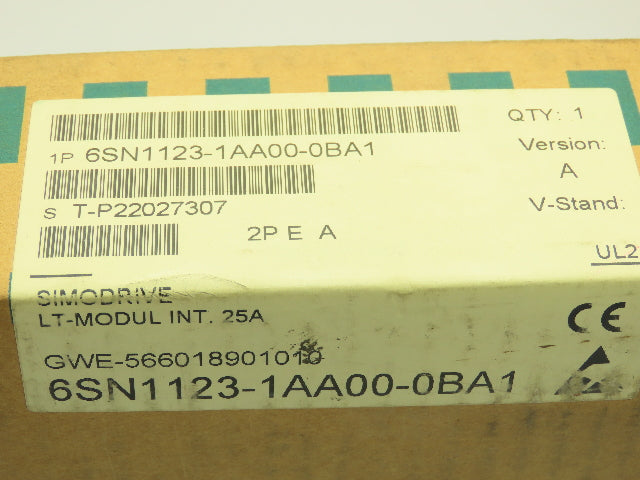 QTY: 1
1P 6SN1123-1AA00-0BA1
Version:
A
S T-P22027307
V-Stand:
2P E A
UL2
SIMODRIVE
LT-MODUL INT. 25A
CE
GWE-566018901010
6SN1123-1AA00-0BA1